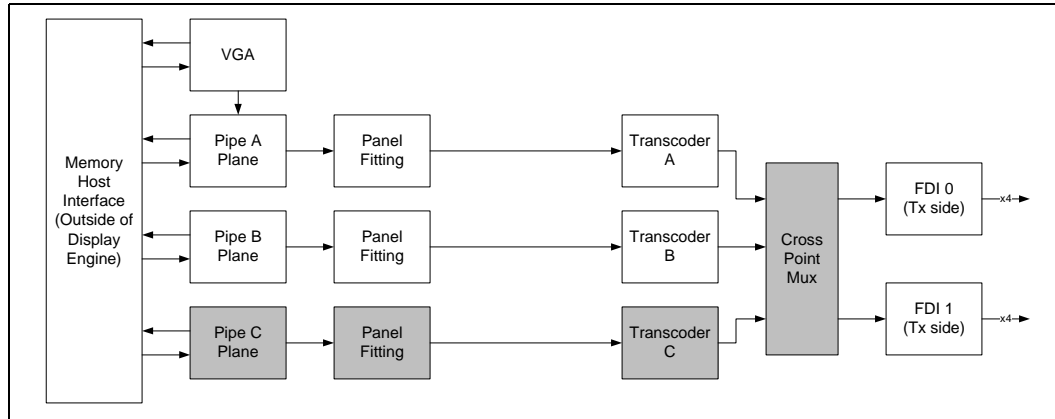 VGA
Memory
Host
Interface
(Outside of
Display
Engine)
Pipe A
Plane
Panel
Fitting
Transcoder
A
Pipe B
Plane
Panel
Fitting
Transcoder
B
Pipe C
Plane
Panel
Fitting
Transcoder
C
Cross
Point
Mux
FDI 0
(Tx side)
x4
FDI 1
(Tx side)
x4